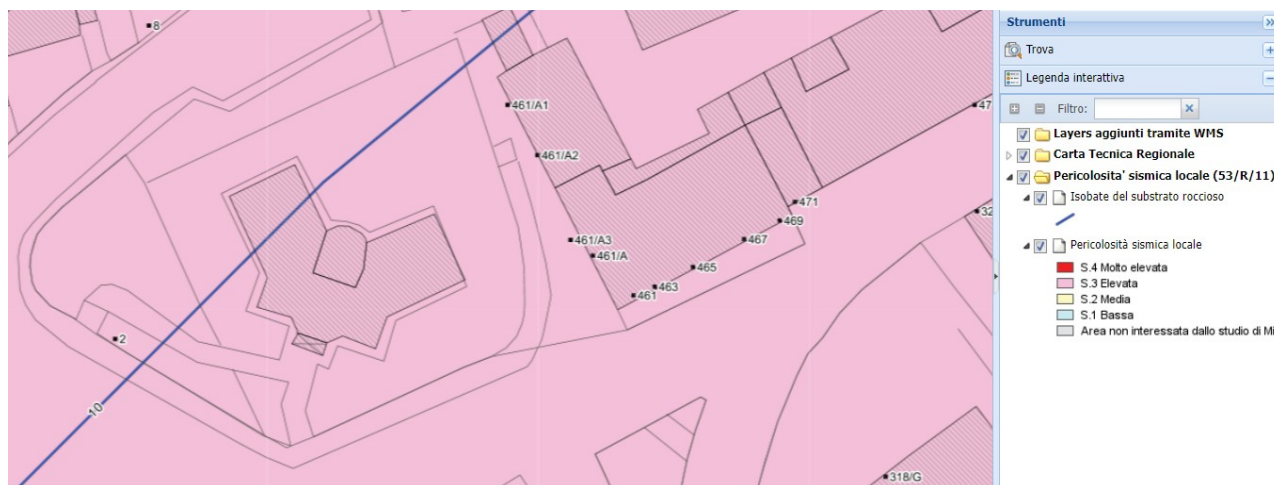 8
461/A1
461/A2
461/A3
461/A
461
463
465
467
469
471
47
32
2
10
318/G
Strumenti
Trova
Legenda interattiva
Filtro:
Layers aggiunti tramite WMS
Carta Tecnica Regionale
Pericolosita' sismica locale (53/R/11)
Isobate del substrato roccioso
Pericolosità sismica locale
S.4 Molto elevata
S.3 Elevata
S.2 Media
S.1 Bassa
Area non interessata dallo studio di Mi